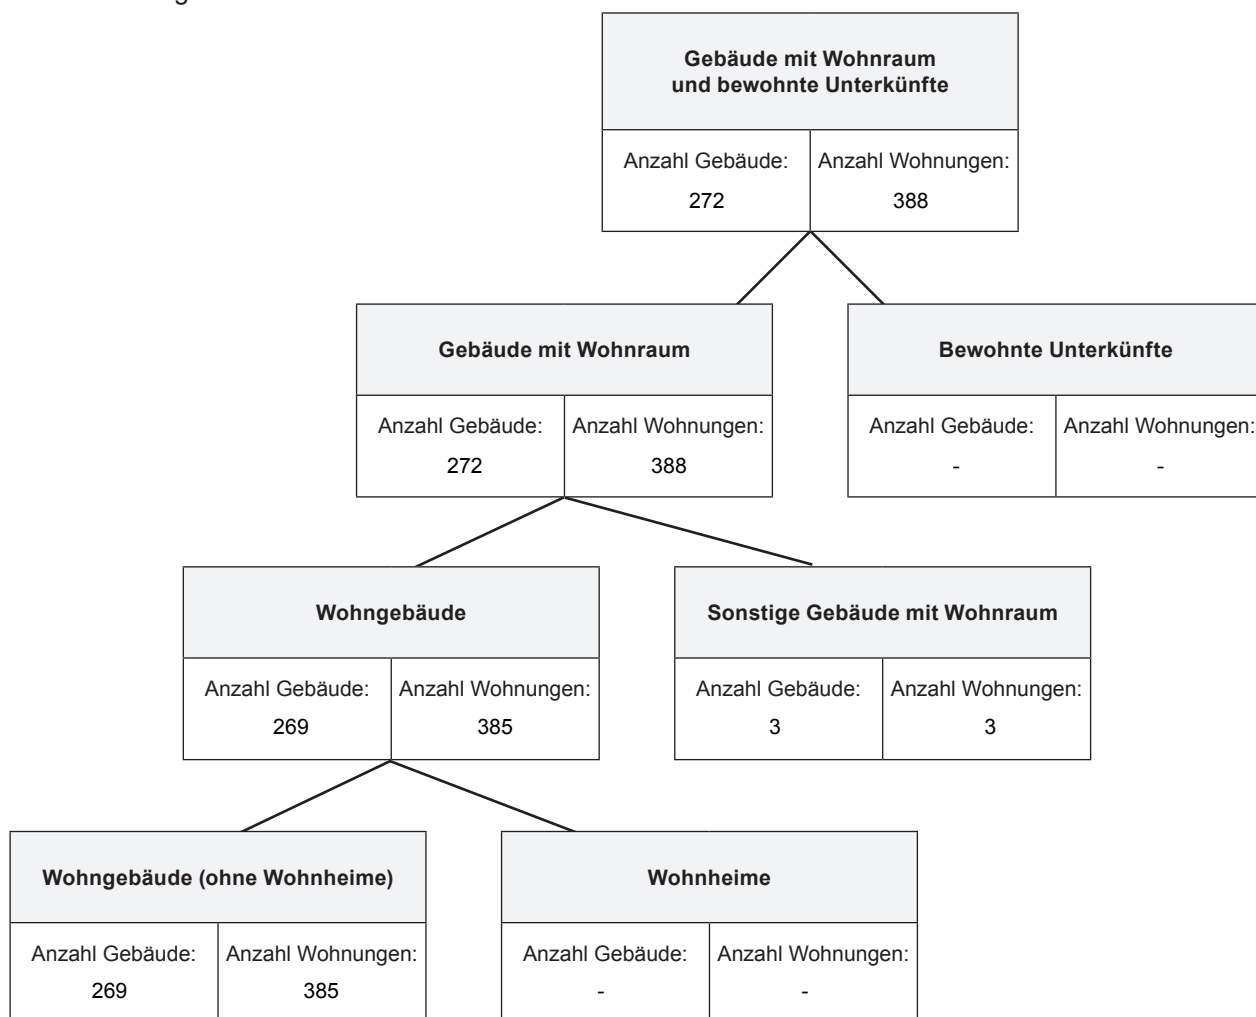 Gebäude mit Wohnraum
und bewohnte Unterkünfte
Anzahl Gebäude: Anzahl Wohnungen:
272 388
Gebäude mit Wohnraum Bewohnte Unterkünfte
Anzahl Gebäude: Anzahl Wohnungen: Anzahl Gebäude: Anzahl Wohnungen:
272 388 - -
Wohngebäude Sonstige Gebäude mit Wohnraum
Anzahl Gebäude: Anzahl Wohnungen: Anzahl Gebäude: Anzahl Wohnungen:
269 385 3 3
Wohngebäude (ohne Wohnheime) Wohnheime
Anzahl Gebäude: Anzahl Wohnungen: Anzahl Gebäude: Anzahl Wohnungen:
269 385 - -